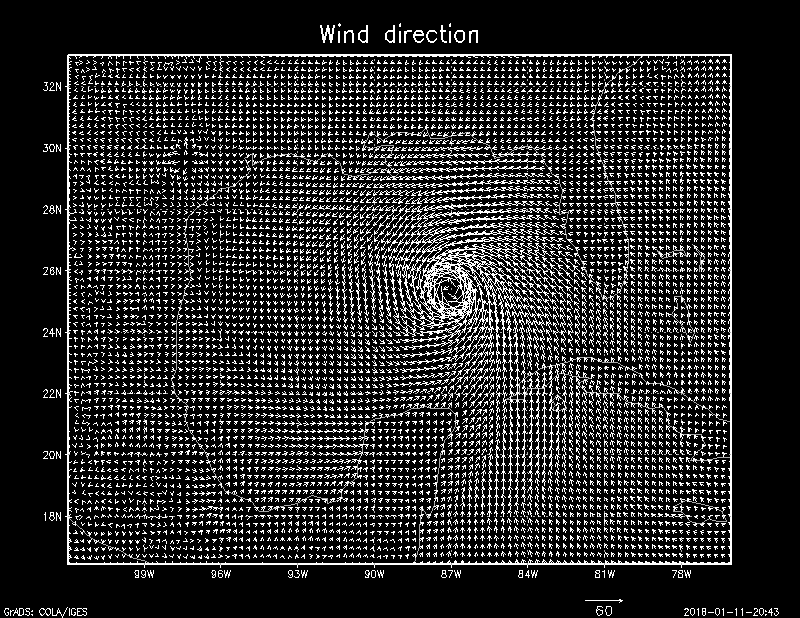 Wind direction
32N
30N
28N
26N
24N
22N
20N
18N
99W 96W 93W 90W 87W 84W 81W 78W
60
GrADS: COLA/IGES 2018-01-11-20:43